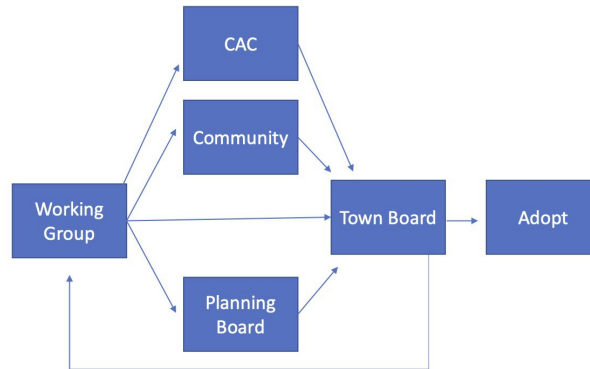 CAC
Community
Working
Group
Town Board
Adopt
Planning
Board